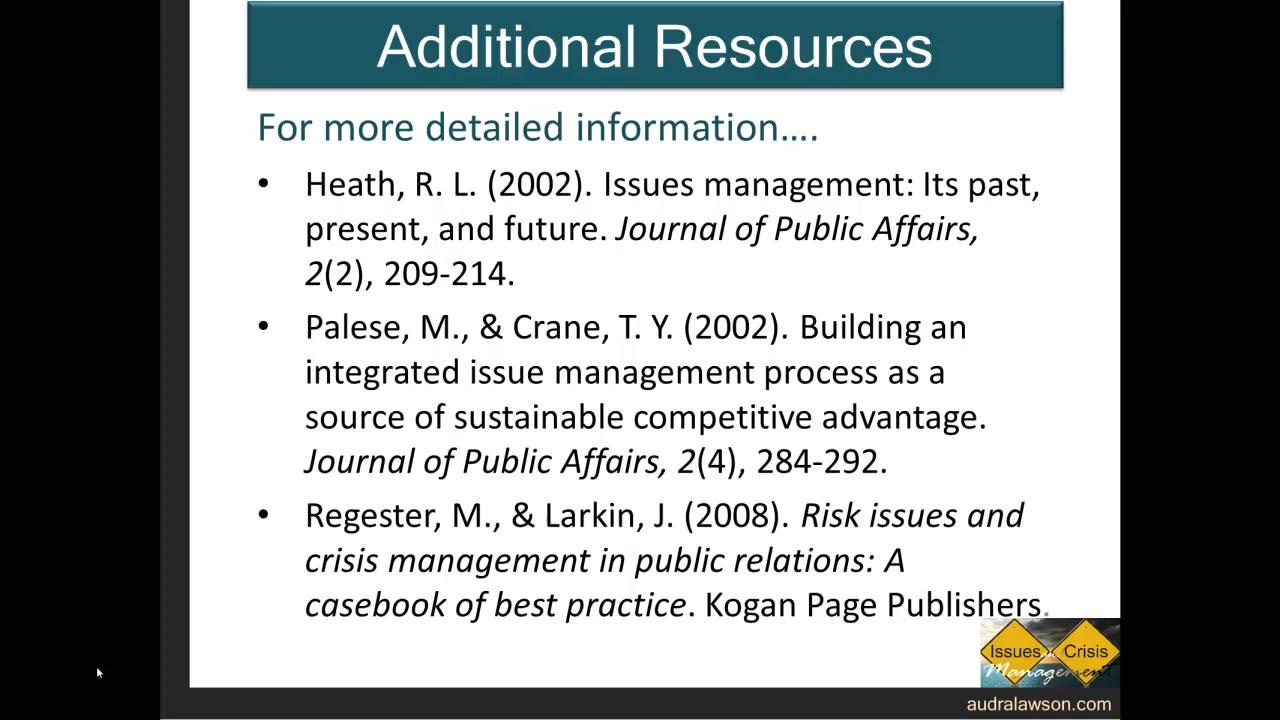 Additional Resources
For more detailed information....
• Heath, R. L. (2002). Issues management: Its past,
present, and future. Journal of Public Affairs,
2(2), 209-214.
• Palese, M., & Crane, T. Y. (2002). Building an
integrated issue management process as a
source of sustainable competitive advantage.
Journal of Public Affairs, 2(4), 284-292.
• Regester, M., & Larkin, J. (2008). Risk issues and
crisis management in public relations: A
casebook of best practice. Kogan Page Publishers.
Issues Crisis
Management
audralawson.com